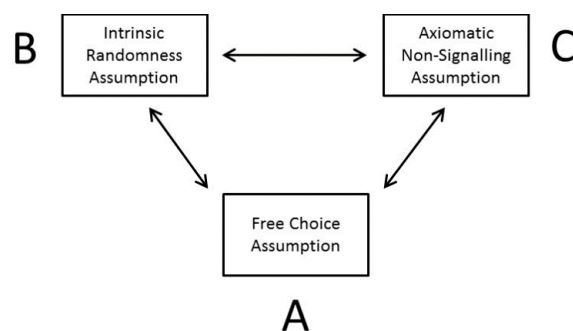 B
Intrinsic
Randomness
Assumption
Axiomatic
Non-Signalling
Assumption
C
Free Choice
Assumption
A